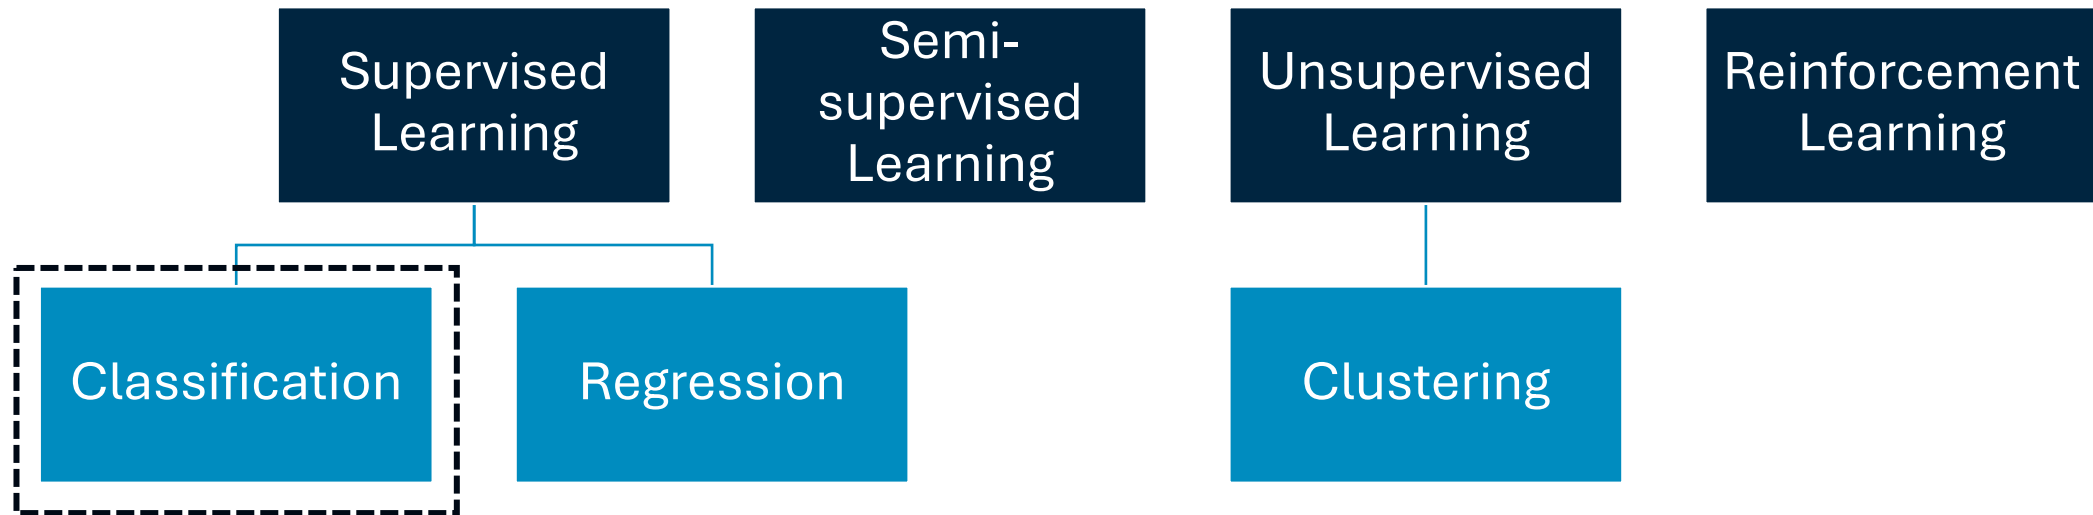 Supervised
Learning
Semi-
supervised
Learning
Unsupervised
Learning
Reinforcement
Learning
Classification
Regression
Clustering